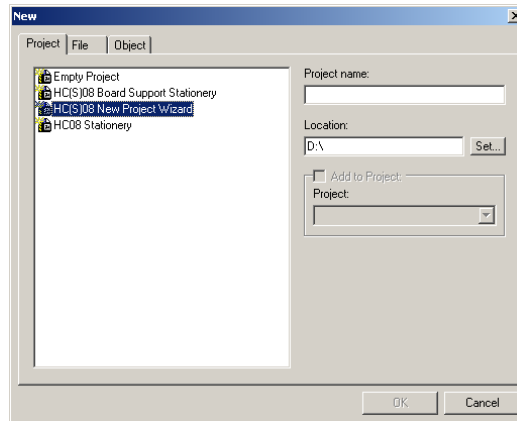 New
Project File Object
Empty Project
HC(S)08 Board Support Stationery
HC(S)08 New Project Wizard
HC08 Stationery
Project name:
Location:
D:\
Set...
Add to Project:
Project:
OK Cancel